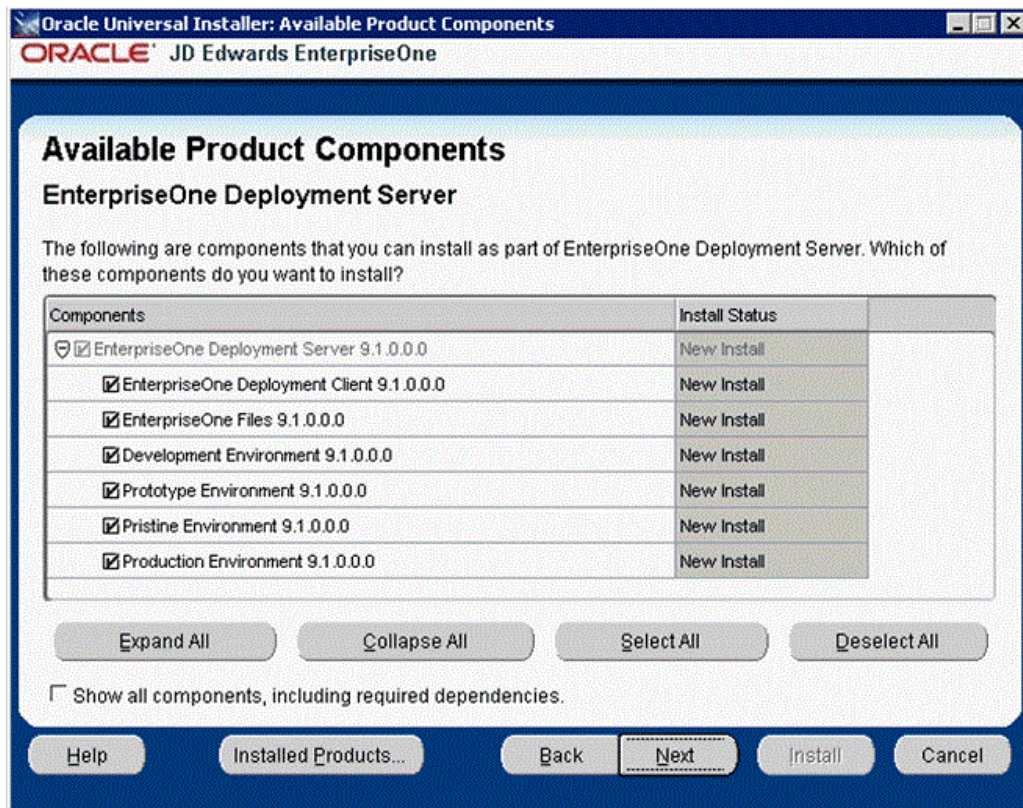 Oracle Universal Installer: Available Product Components
ORACLE JD Edwards EnterpriseOne
Available Product Components
EnterpriseOne Deployment Server
The following are components that you can install as part of EnterpriseOne Deployment Server. Which of
these components do you want to install?
Components Install Status
EnterpriseOne Deployment Server 9.1.0.0.0 New Install
EnterpriseOne Deployment Client 9.1.0.0.0 New Install
EnterpriseOne Files 9.1.0.0.0 New Install
Development Environment 9.1.0.0.0 New Install
Prototype Environment 9.1.0.0.0 New Install
Pristine Environment 9.1.0.0.0 New Install
Production Environment 9.1.0.0.0 New Install
Expand All Collapse All Select All Deselect All
Show all components, including required dependencies.
Help Installed Products... Back Next Install Cancel